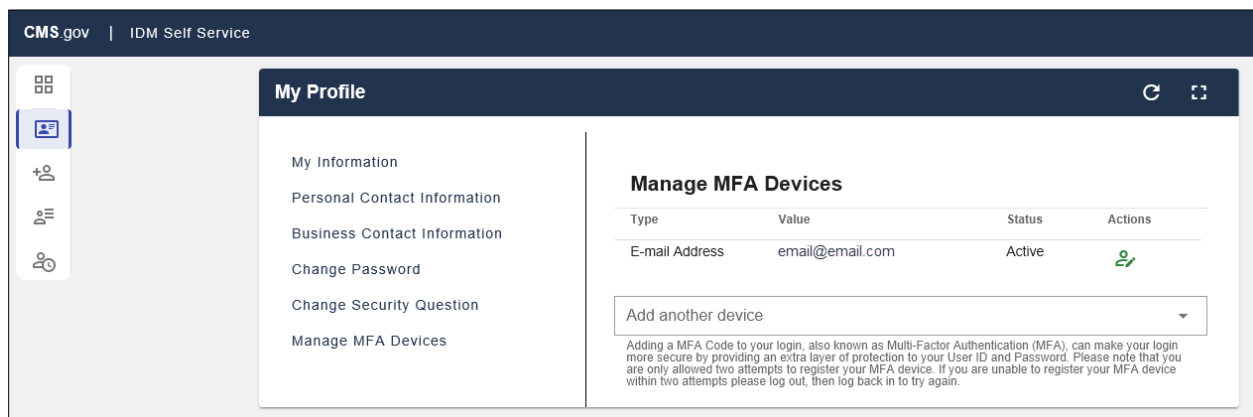 CMS.gov | IDM Self Service
My Profile
My Information
Personal Contact Information
Business Contact Information
Change Password
Change Security Question
Manage MFA Devices
Manage MFA Devices
Type Value Status Actions
E-mail Address email@email.com Active
Add another device
Adding a MFA Code to your login, also known as Multi-Factor Authentication (MFA), can make your login
more secure by providing an extra layer of protection to your User ID and Password. Please note that you
are only allowed two attempts to register your MFA device. If you are unable to register your MFA device
within two attempts please log out, then log back in to try again.